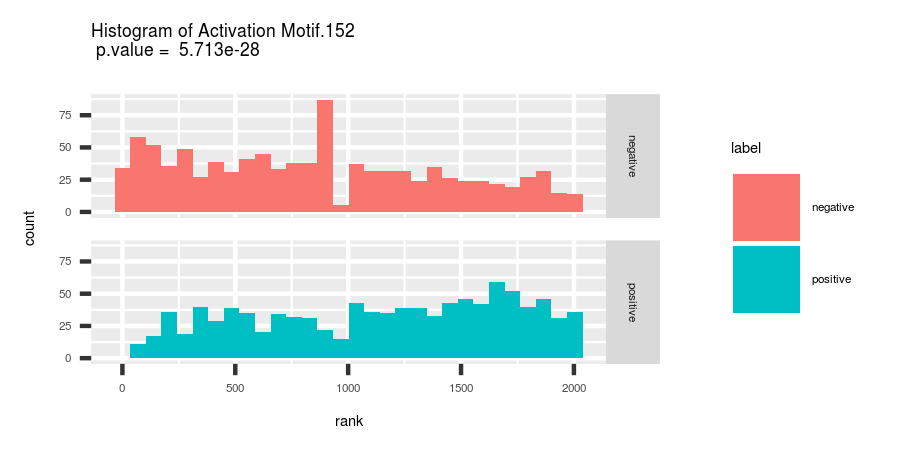 Histogram of Activation Motif.152
p.value =  5.713e-28
count
75
50
25
0
negative
75
50
25
0
positive
0 500 1000 1500 2000
rank
label
negative
positive